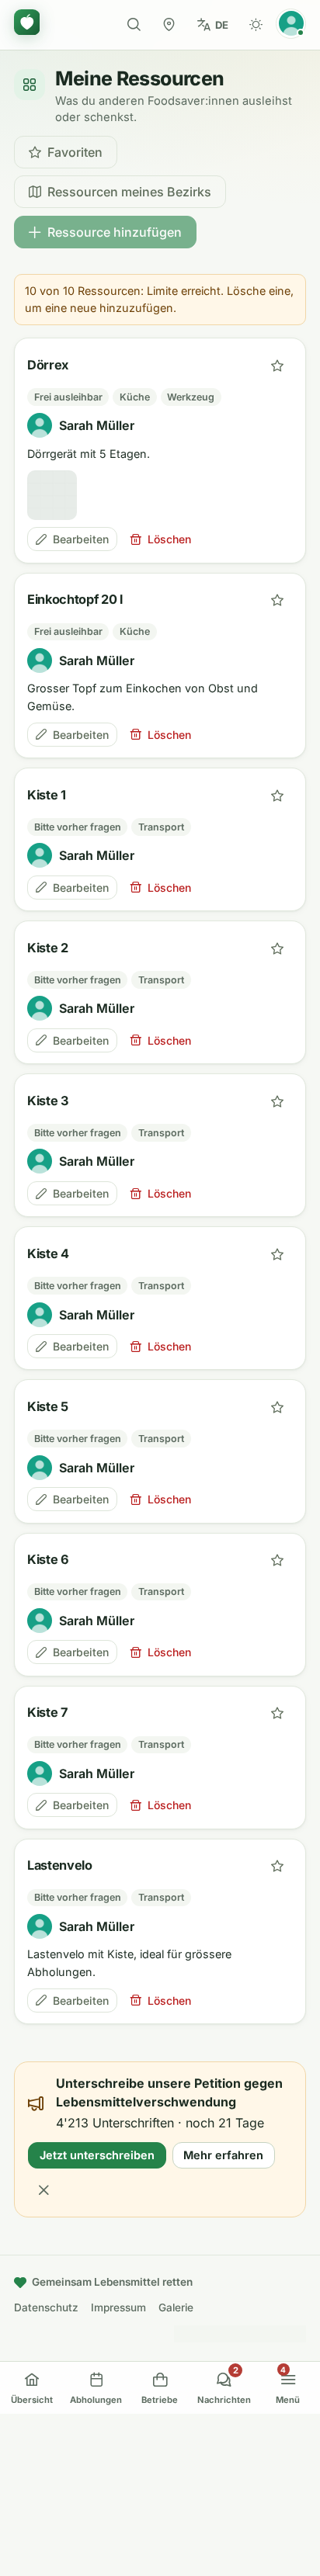 DE
Meine Ressourcen
Was du anderen Foodsaver:innen ausleihst
oder schenkst.
Favoriten
Ressourcen meines Bezirks
Ressource hinzufügen
10 von 10 Ressourcen: Limite erreicht. Lösche eine,
um eine neue hinzuzufügen.
Dörrex
Frei ausleihbar Küche Werkzeug
Sarah Müller
Dörrgerät mit 5 Etagen.
Bearbeiten Löschen
Einkochtopf 20 l
Frei ausleihbar Küche
Sarah Müller
Grosser Topf zum Einkochen von Obst und
Gemüse.
Bearbeiten Löschen
Kiste 1
Bitte vorher fragen Transport
Sarah Müller
Bearbeiten Löschen
Kiste 2
Bitte vorher fragen Transport
Sarah Müller
Bearbeiten Löschen
Kiste 3
Bitte vorher fragen Transport
Sarah Müller
Bearbeiten Löschen
Kiste 4
Bitte vorher fragen Transport
Sarah Müller
Bearbeiten Löschen
Kiste 5
Bitte vorher fragen Transport
Sarah Müller
Bearbeiten Löschen
Kiste 6
Bitte vorher fragen Transport
Sarah Müller
Bearbeiten Löschen
Kiste 7
Bitte vorher fragen Transport
Sarah Müller
Bearbeiten Löschen
Lastenvelo
Bitte vorher fragen Transport
Sarah Müller
Lastenvelo mit Kiste, ideal für grössere
Abholungen.
Bearbeiten Löschen
Unterschreibe unsere Petition gegen
Lebensmittelverschwendung
4'213 Unterschriften · noch 21 Tage
Jetzt unterschreiben Mehr erfahren
Gemeinsam Lebensmittel retten
Datenschutz Impressum Galerie
2 4
Übersicht Abholungen Betriebe Nachrichten Menü